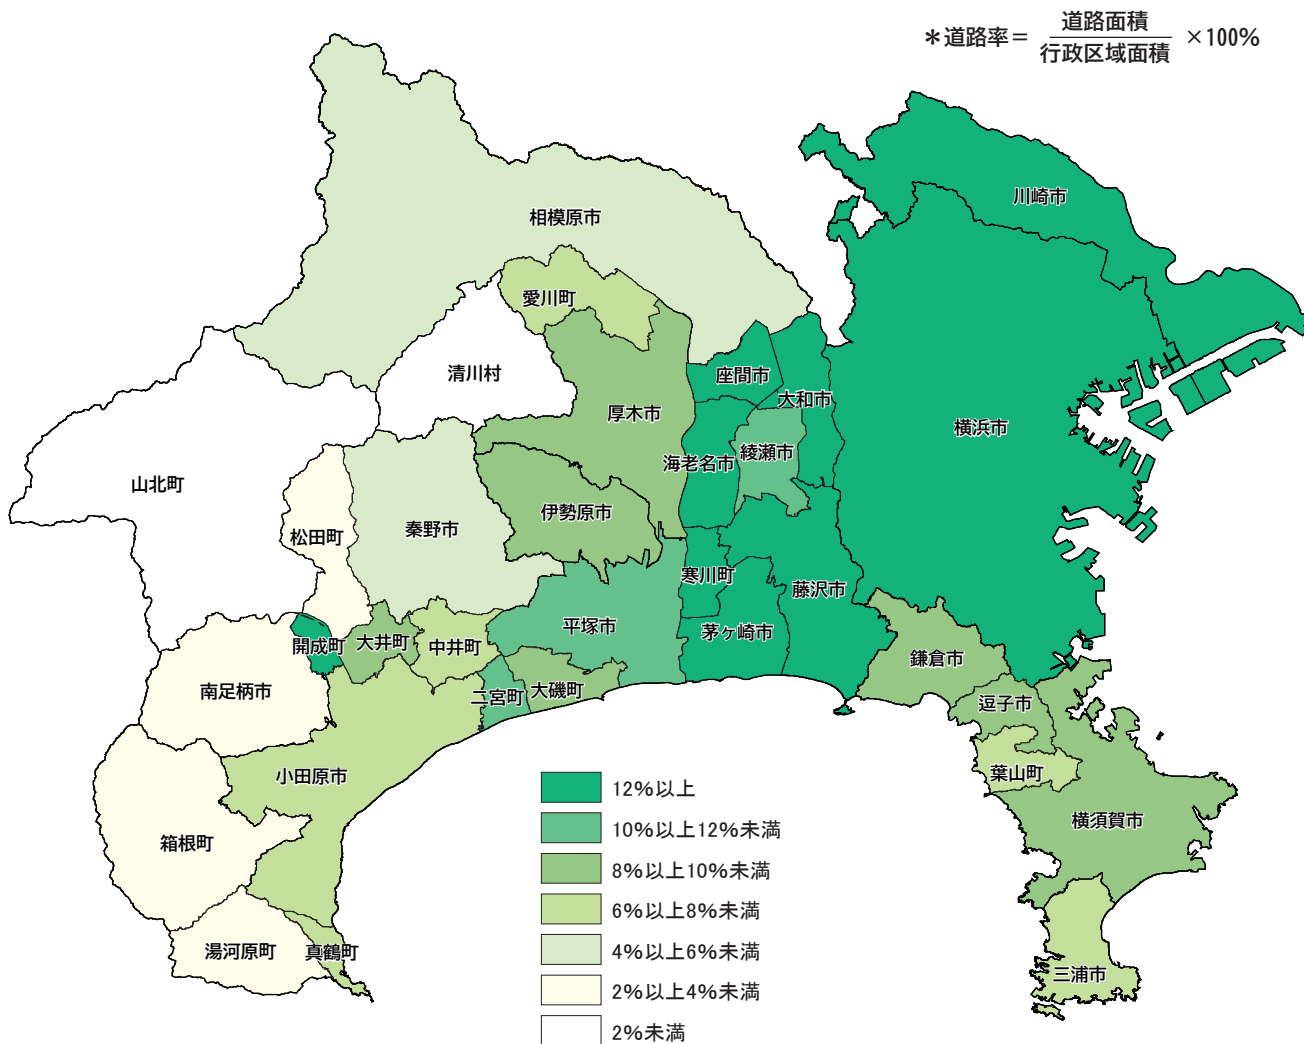 *道路率= 道路面積 ×100%
行政区域面積
川崎市
相模原市
愛川町
清川村
座間市
大和市
厚木市
横浜市
綾瀬市
海老名市
山北町
伊勢原市
秦野市
松田町
寒川町
藤沢市
平塚市
茅ヶ崎市
開成町
大井町
中井町
鎌倉市
南足柄市
二宮町
大磯町
逗子市
小田原市
葉山町
横須賀市
箱根町
湯河原町
真鶴町
三浦市
12%以上
10%以上12%未満
8%以上10%未満
6%以上8%未満
4%以上6%未満
2%以上4%未満
2%未満